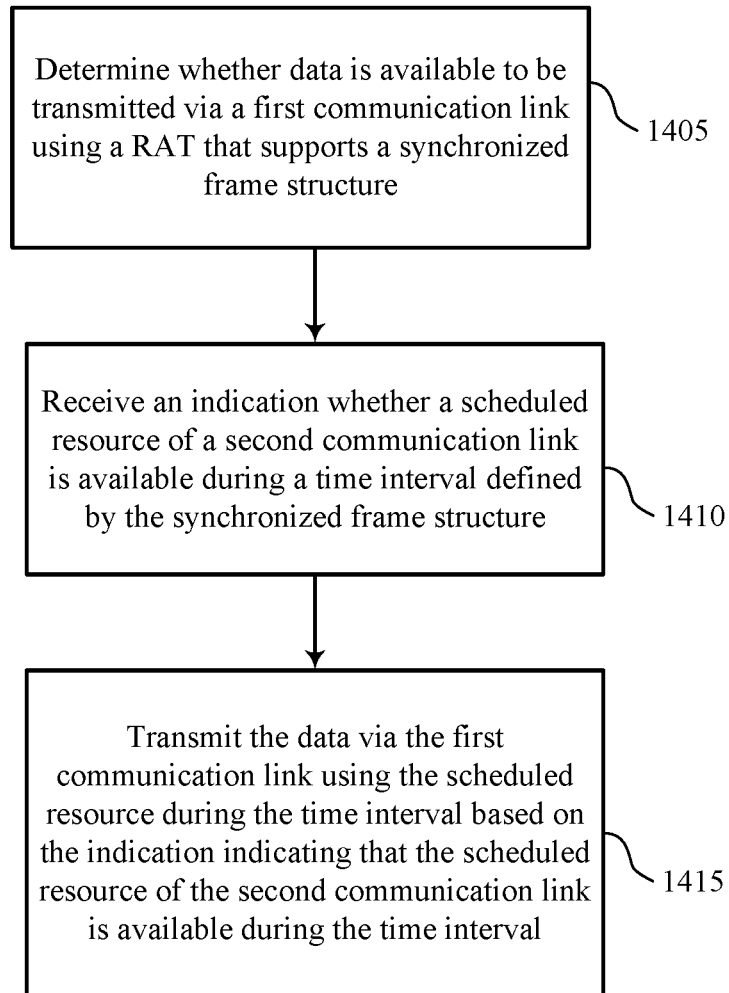 Determine whether data is available to be
transmitted via a first communication link
using a RAT that supports a synchronized
frame structure
1405
Receive an indication whether a scheduled
resource of a second communication link
is available during a time interval defined
by the synchronized frame structure
1410
Transmit the data via the first
communication link using the scheduled
resource during the time interval based on
the indication indicating that the scheduled
resource of the second communication link
is available during the time interval
1415